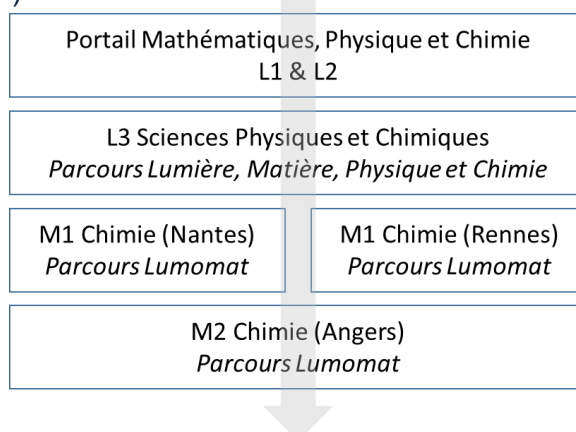 Portail Mathématiques, Physique et Chimie
L1 & L2
L3 Sciences Physiques et Chimiques
Parcours Lumière, Matière, Physique et Chimie
M1 Chimie (Nantes)
Parcours Lumomat
M1 Chimie (Rennes)
Parcours Lumomat
M2 Chimie (Angers)
Parcours Lumomat